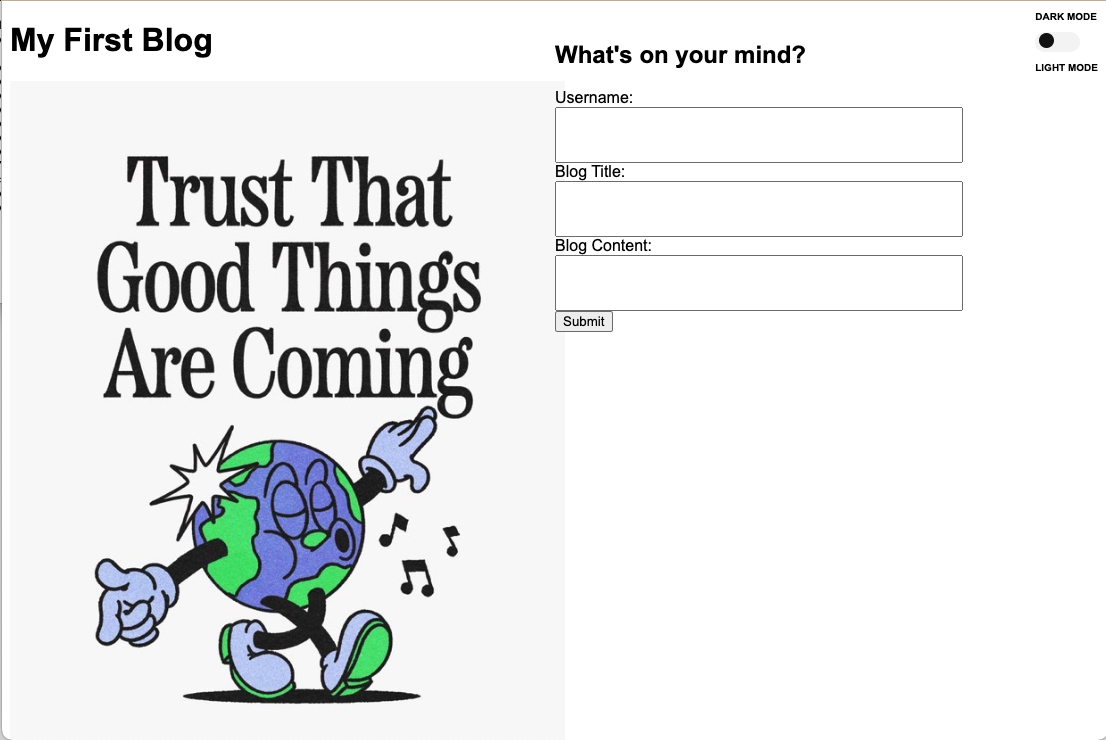 My First Blog
Trust That
Good Things
Are Coming
What's on your mind?
Username:
Blog Title:
Blog Content:
Submit
DARK MODE
LIGHT MODE